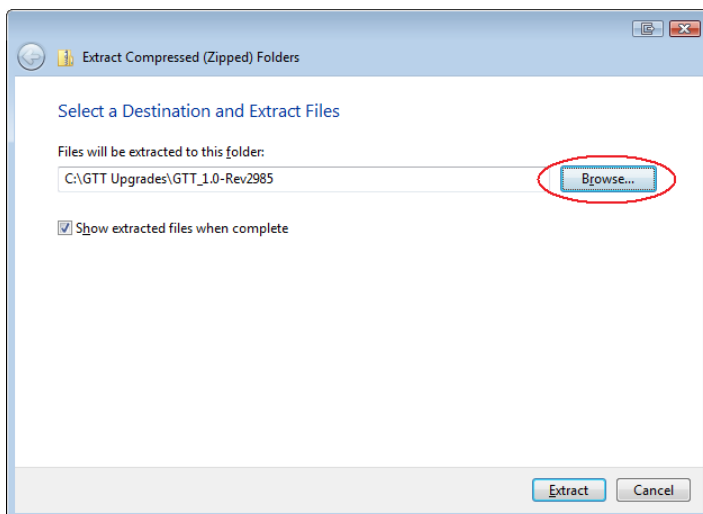 Extract Compressed (Zipped) Folders
Select a Destination and Extract Files
Files will be extracted to this folder:
C:\GTT Upgrades\GTT_1.0-Rev2985
Browse...
Show extracted files when complete
Extract
Cancel